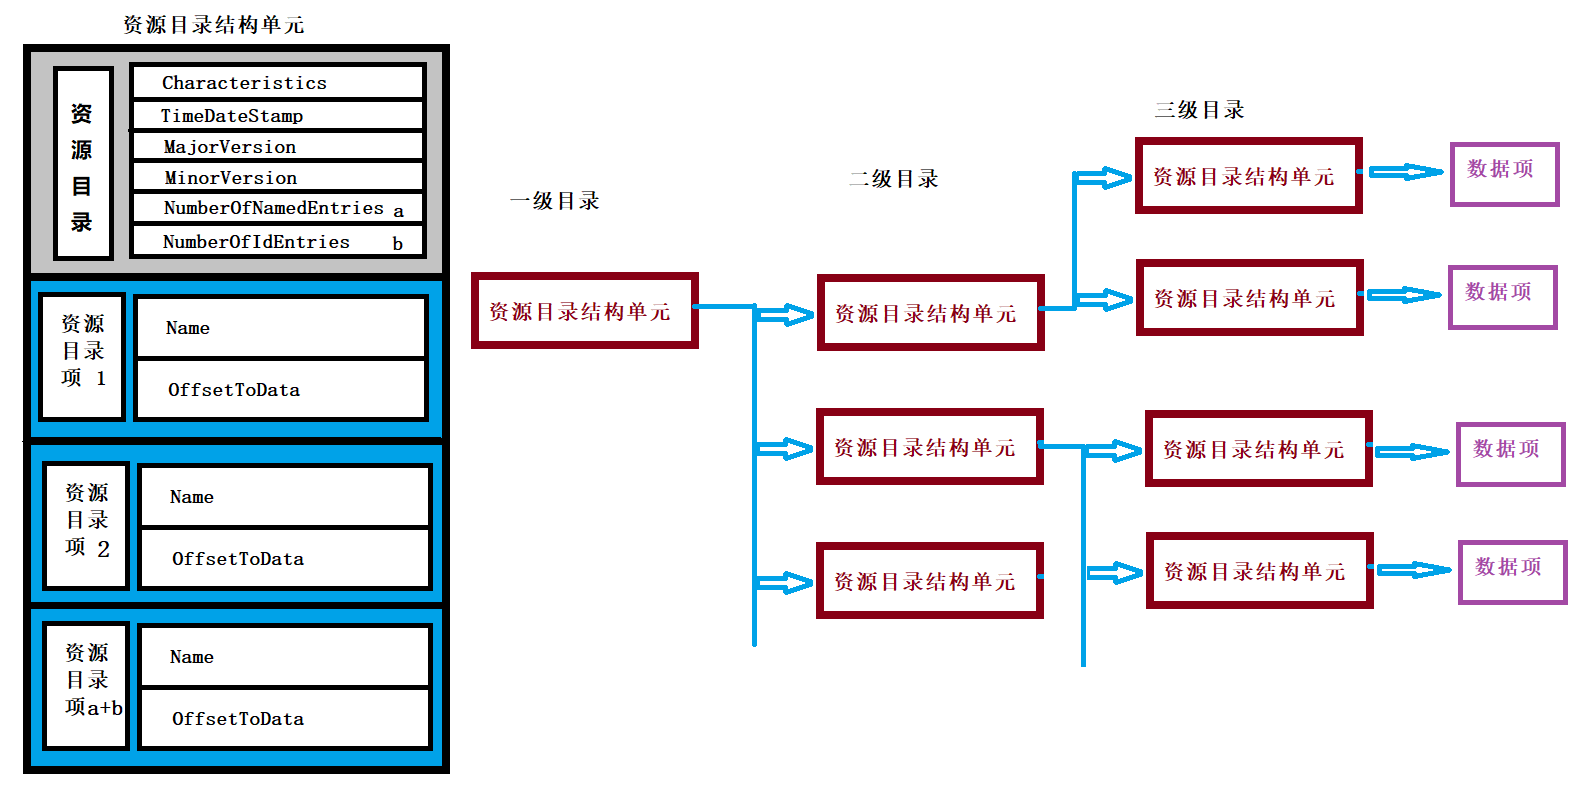 资源目录结构单元
资
源
目
录
Characteristics
TimeDateStamp
MajorVersion
MinorVersion
NumberOfNamedEntries a
NumberOfIdEntries b
资源
目录
项 1
Name
OffsetToData
资源
目录
项 2
Name
OffsetToData
资源
目录
项a+b
Name
OffsetToData
一级目录
资源目录结构单元
二级目录
资源目录结构单元
资源目录结构单元
资源目录结构单元
三级目录
资源目录结构单元
数据项
资源目录结构单元
数据项
资源目录结构单元
数据项
资源目录结构单元
数据项